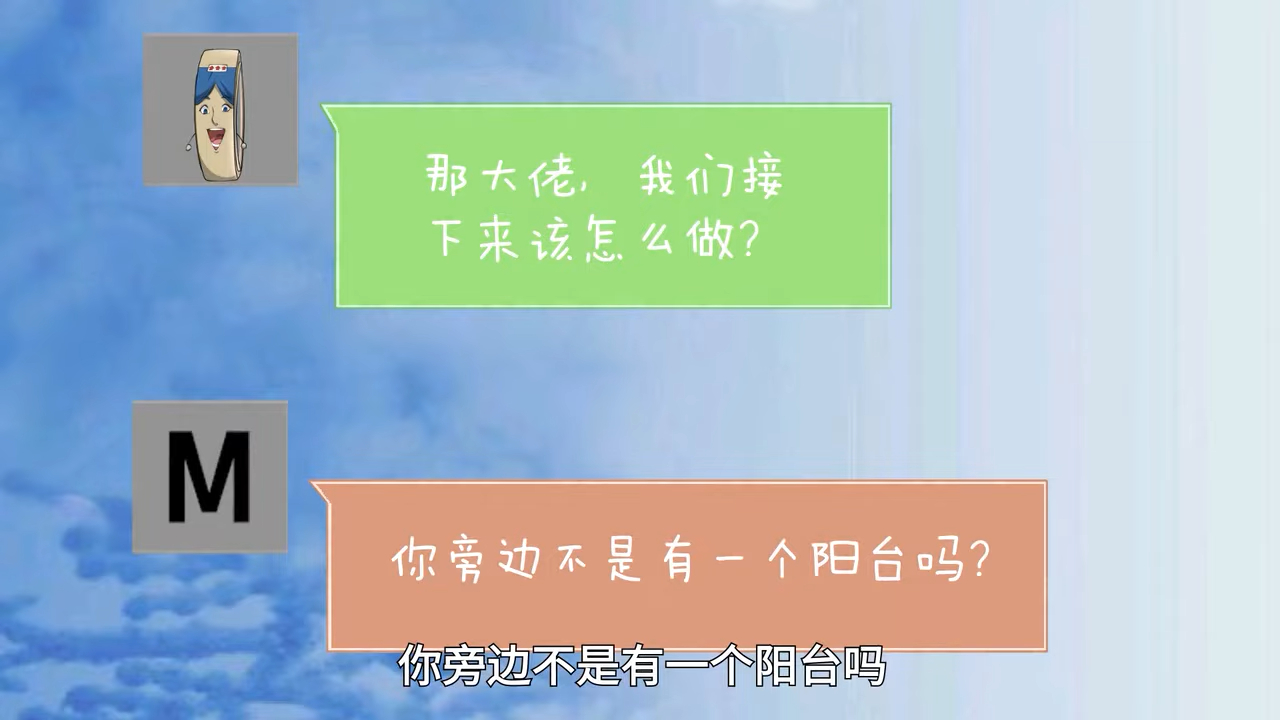 那大佬，我们接
下来该怎么做？
M
你旁边不是有一个阳台吗？
你旁边不是有一个阳台吗